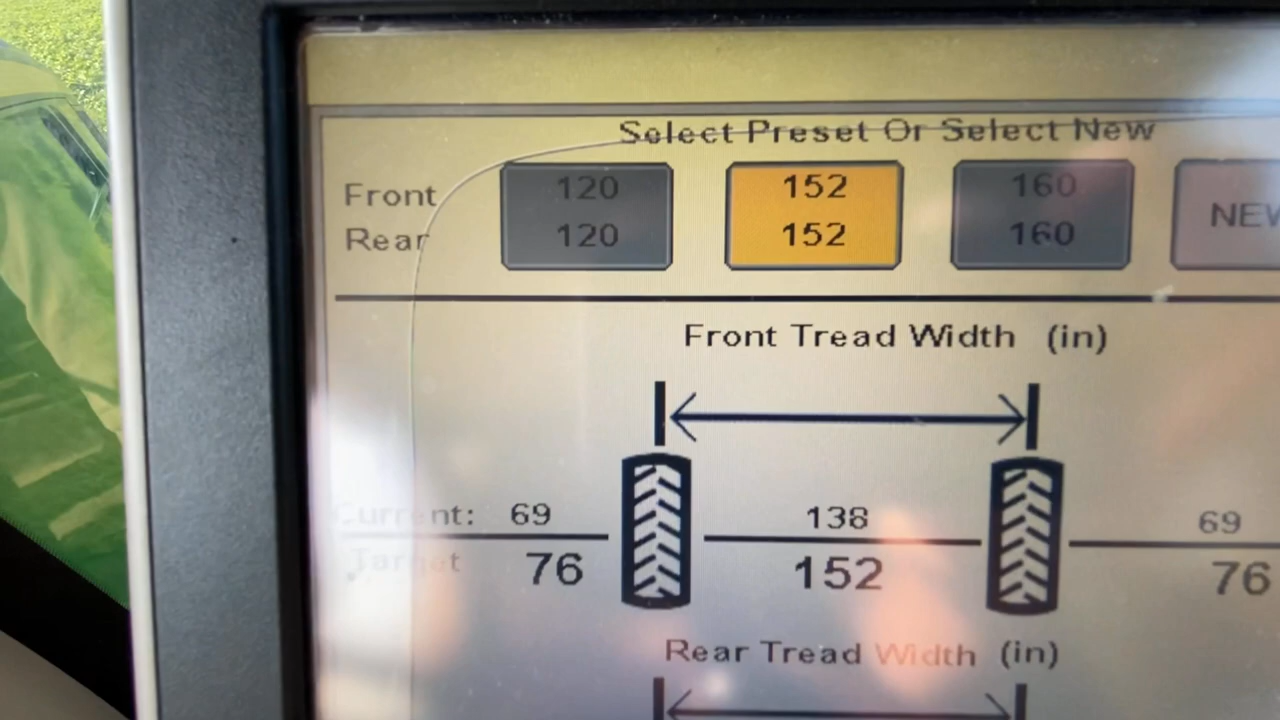 Select Preset Or Select New
Front 120 152 160
Rear 120 152 160
Front Tread Width (in)
Current: 69 138 69
Target 76 152 76
Rear Tread Width (in)